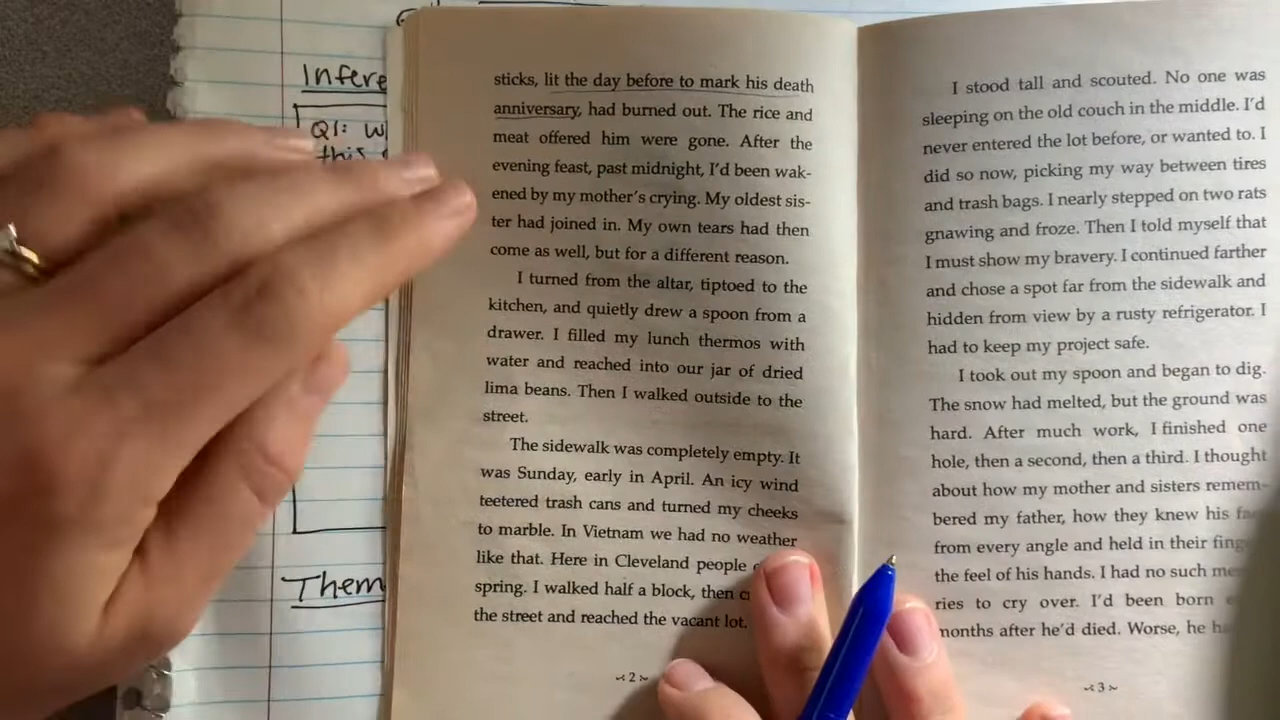 Infere
Q1: W
this
Them
sticks, lit the day before to mark his death
anniversary, had burned out. The rice and
meat offered him were gone. After the
evening feast, past midnight, I'd been wak-
ened by my mother's crying. My oldest sis-
ter had joined in. My own tears had then
come as well, but for a different reason.
I turned from the altar, tiptoed to the
kitchen, and quietly drew a spoon from a
drawer. I filled my lunch thermos with
water and reached into our jar of dried
lima beans. Then I walked outside to the
street.
The sidewalk was completely empty. It
was Sunday, early in April. An icy wind
teetered trash cans and turned my cheeks
to marble. In Vietnam we had no weather
like that. Here in Cleveland people
spring. I walked half a block, then
the street and reached the vacant lot.
2
I stood tall and scouted. No one was
sleeping on the old couch in the middle. I'd
never entered the lot before, or wanted to. I
did so now, picking my way between tires
and trash bags. I nearly stepped on two rats
gnawing and froze. Then I told myself that
I must show my bravery. I continued farther
and chose a spot far from the sidewalk and
hidden from view by a rusty refrigerator. I
had to keep my project safe.
I took out my spoon and began to dig.
The snow had melted, but the ground was
hard. After much work, I finished one
hole, then a second, then a third. I thought
about how my mother and sisters remem-
bered my father, how they knew his
from every angle and held in their
the feel of his hands. I had no such
ries to cry over. I'd been born
months after he'd died. Worse, he
3